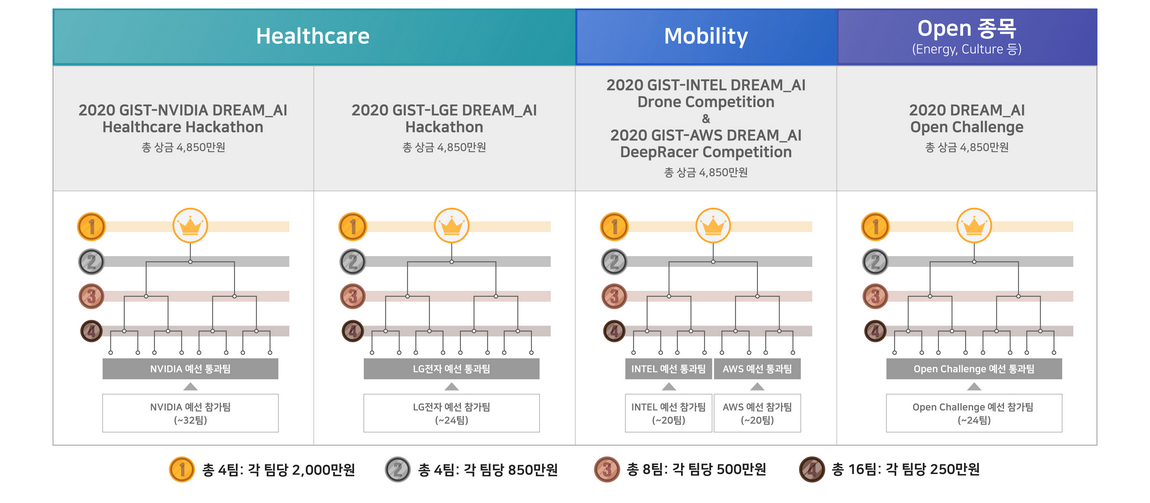 Healthcare
Mobility
Open 종목
(Energy, Culture 등)
2020 GIST-NVIDIA DREAM_AI
Healthcare Hackathon
총 상금 4,850만원
2020 GIST-LGE DREAM_AI
Hackathon
총 상금 4,850만원
2020 GIST-INTEL DREAM_AI
Drone Competition
&
2020 GIST-AWS DREAM_AI
DeepRacer Competition
총 상금 4,850만원
2020 DREAM_AI
Open Challenge
총 상금 4,850만원
1
2
3
4
NVIDIA 예선 통과팀
NVIDIA 예선 참가팀
(~32팀)
1
2
3
4
LG전자 예선 통과팀
LG전자 예선 참가팀
(~24팀)
1
2
3
4
INTEL 예선 통과팀
AWS 예선 통과팀
INTEL 예선 참가팀
(~20팀)
AWS 예선 참가팀
(~20팀)
1
2
3
4
Open Challenge 예선 통과팀
Open Challenge 예선 참가팀
(~24팀)
1 총 4팀: 각 팀당 2,000만원
2 총 4팀: 각 팀당 850만원
3 총 8팀: 각 팀당 500만원
4 총 16팀: 각 팀당 250만원